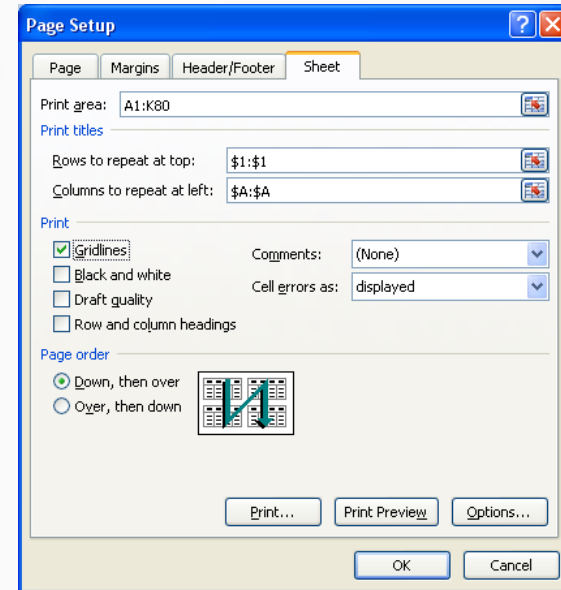 Page Setup
Page Margins Header/Footer Sheet
Print area: A1:K80
Print titles
Rows to repeat at top: $1:$1
Columns to repeat at left: $A:$A
Print
Gridlines
Comments: (None)
Black and white
Cell errors as: displayed
Draft quality
Row and column headings
Page order
Down, then over
Over, then down
Print... Print Preview Options...
OK Cancel